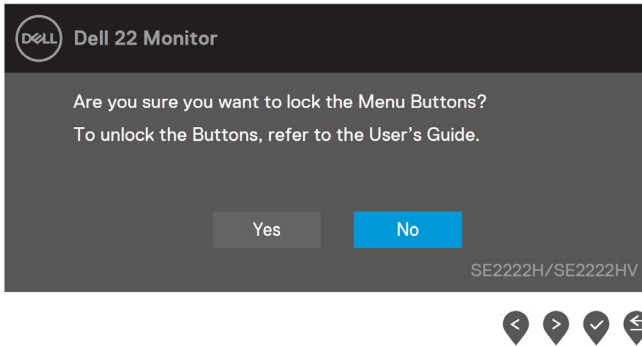 DELL Dell 22 Monitor
Are you sure you want to lock the Menu Buttons?
To unlock the Buttons, refer to the User's Guide.
Yes No
SE2222H/SE2222HV